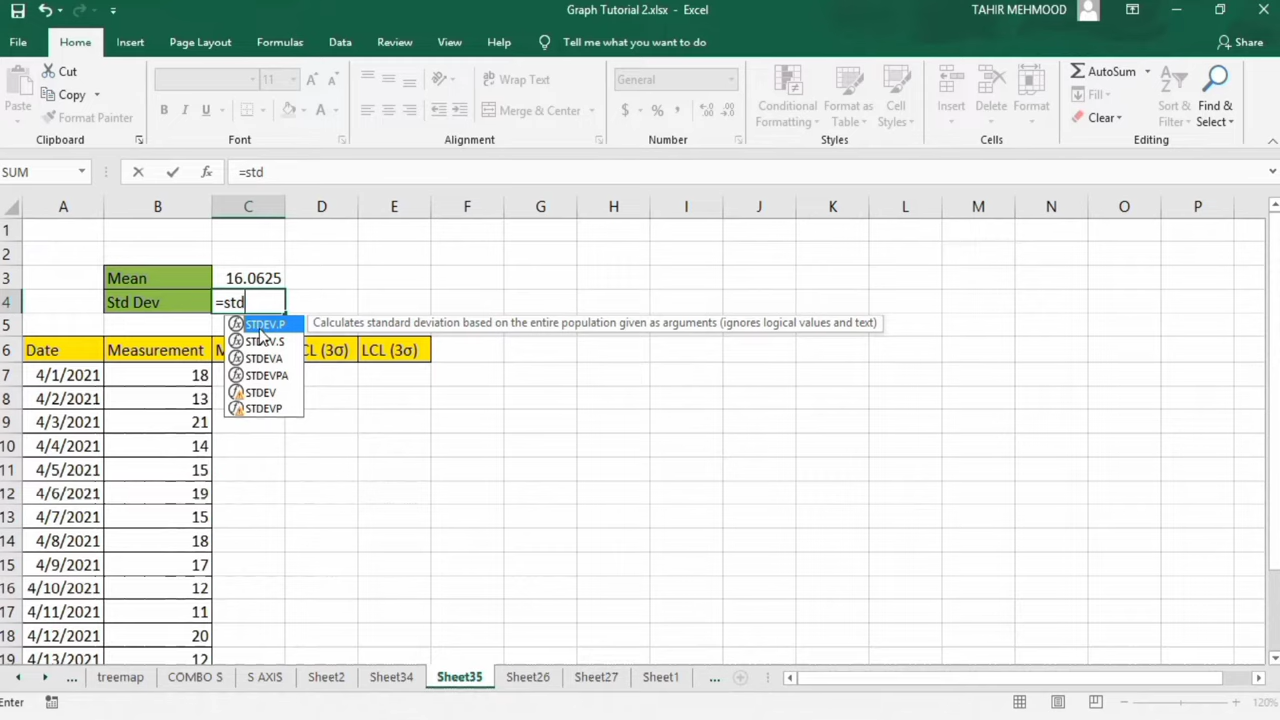 Graph Tutorial 2.xlsx - Excel
TAHIR MEHMOOD
File Home Insert Page Layout Formulas Data Review View Help Tell me what you want to do Share
Paste
Cut
Copy
Format Painter
Clipboard
11
B I U
Font
Wrap Text
Merge & Center
Alignment
General
$ % ,
Number
Conditional Formatting
Format as Table
Cell Styles
Styles
Insert
Delete
Format
Cells
AutoSum
Fill
Clear
Sort & Filter
Find & Select
Editing
SUM
fx
=std
A B C D E F G H I J K L M N O P
1
2
3 Mean 16.0625
4 Std Dev =std
STDEV.P Calculates standard deviation based on the entire population given as arguments (ignores logical values and text)
STDEV.S
STDEVA
STDEVPA
STDEV
STDEVP
5
6 Date Measurement M CL (3σ) LCL (3σ)
7 4/1/2021 18
8 4/2/2021 13
9 4/3/2021 21
10 4/4/2021 14
11 4/5/2021 15
12 4/6/2021 19
13 4/7/2021 15
14 4/8/2021 18
15 4/9/2021 17
16 4/10/2021 12
17 4/11/2021 11
18 4/12/2021 20
19 4/13/2021 12
... treemap COMBO S S AXIS Sheet2 Sheet34 Sheet35 Sheet26 Sheet27 Sheet1 ...
Enter
120%